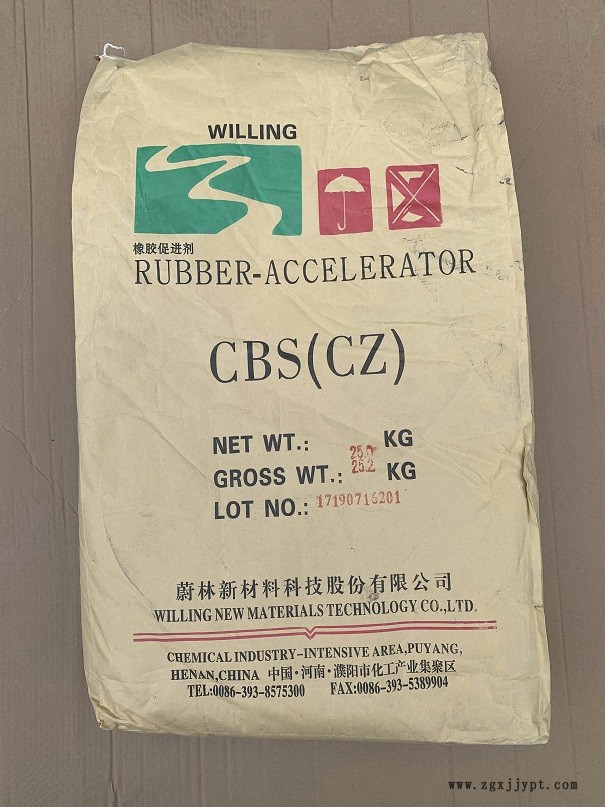 WILLING
橡胶促进剂
RUBBER-ACCELERATOR
CBS(CZ)
NET WT.: 25.0 KG
GROSS WT.: 25.2 KG
LOT NO.: 17190716201
蔚林新材料科技股份有限公司
WILLING NEW MATERIALS TECHNOLOGY CO.,LTD.
CHEMICAL INDUSTRY-INTENSIVE AREA,PUYANG,
HENAN,CHINA 中国·河南·濮阳市化工产业集聚区
TEL:0086-393-8575300 FAX:0086-393-5389904
www.zgxjjypt.com